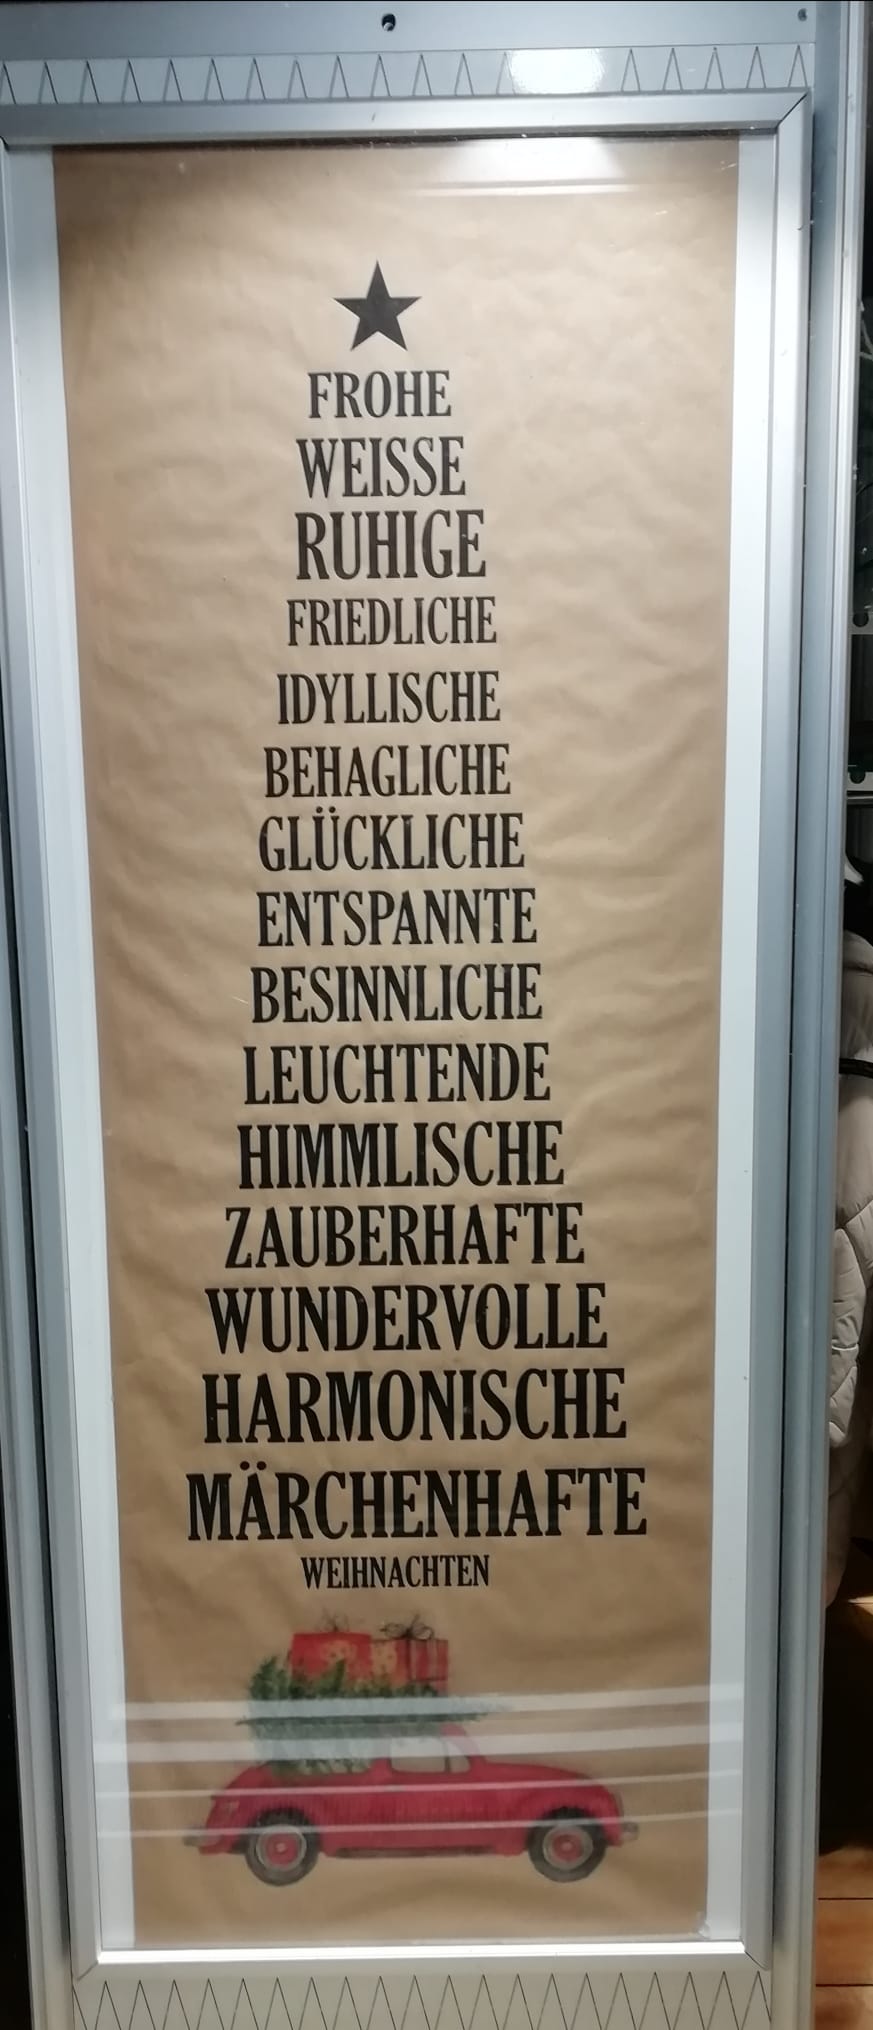 FROHE
WEISSE
RUHIGE
FRIEDLICHE
IDYLLISCHE
BEHAGLICHE
GLÜCKLICHE
ENTSPANNTE
BESINNLICHE
LEUCHTENDE
HIMMLISCHE
ZAUBERHAFTE
WUNDERVOLLE
HARMONISCHE
MÄRCHENHAFTE
WEIHNACHTEN